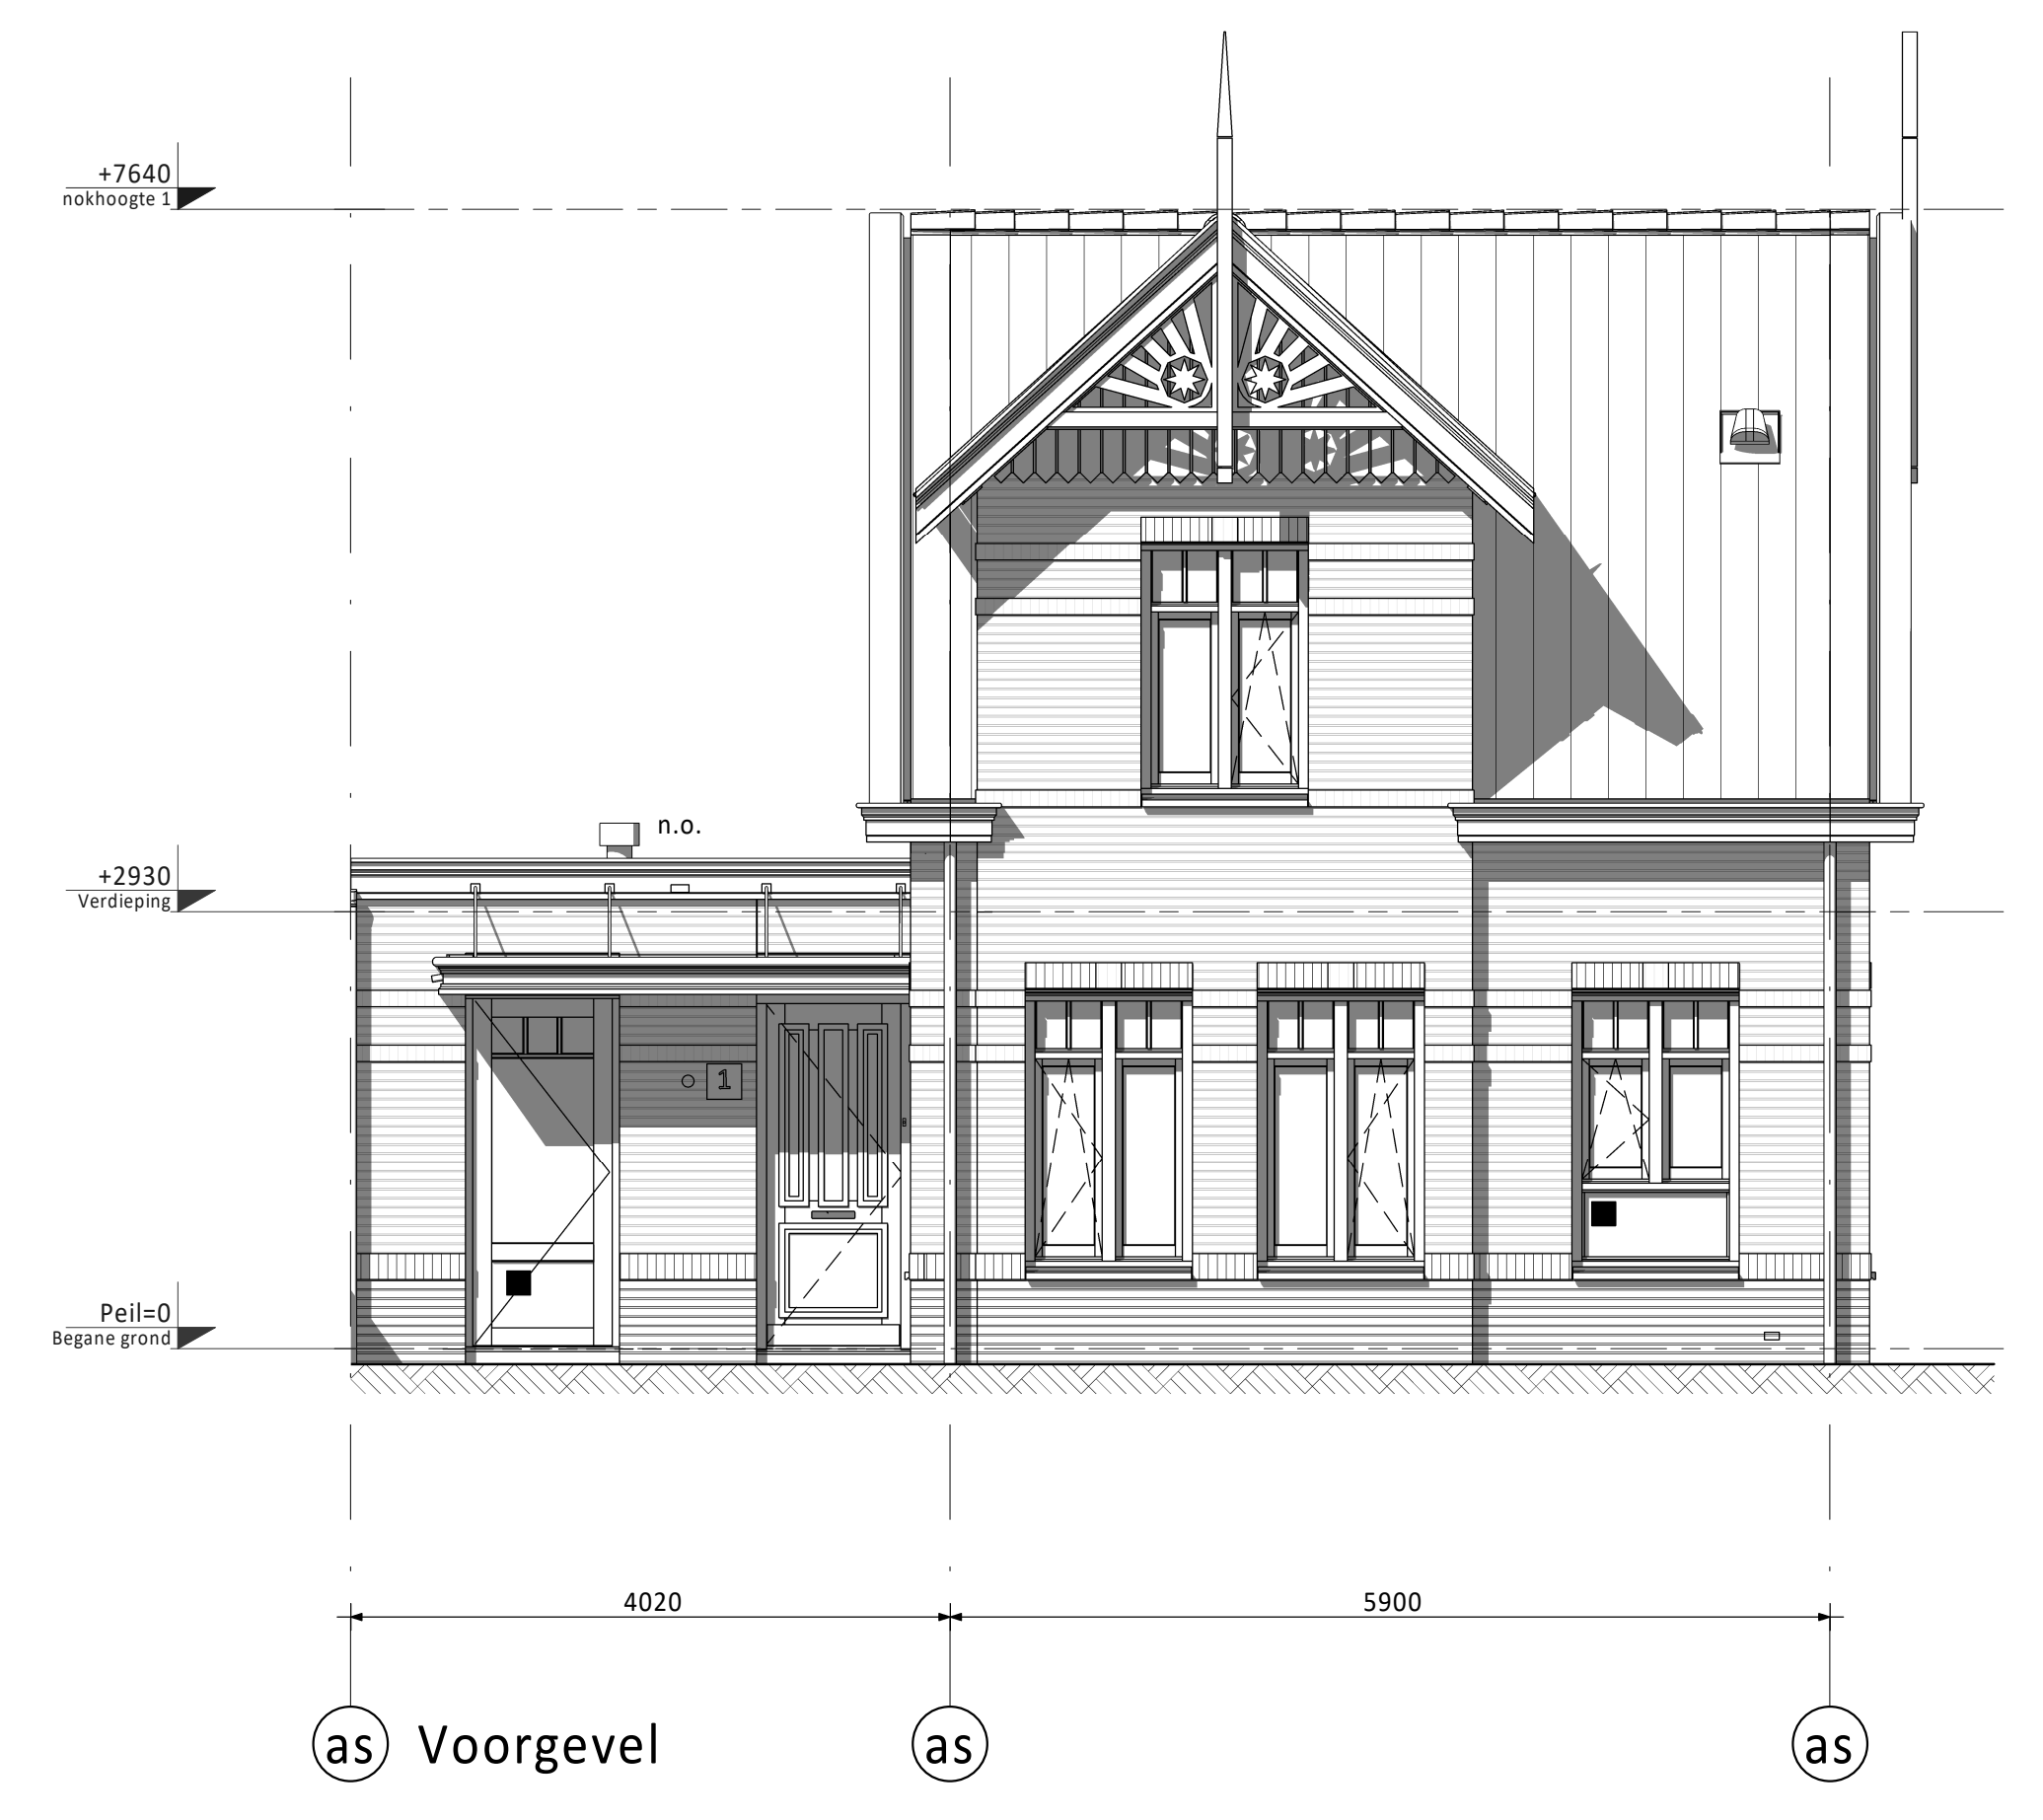 +7640
nokhoogte 1
n.o.
+2930
Verdieping
1
Peil=0
Begane grond
4020
5900
as
Voorgevel
as
as